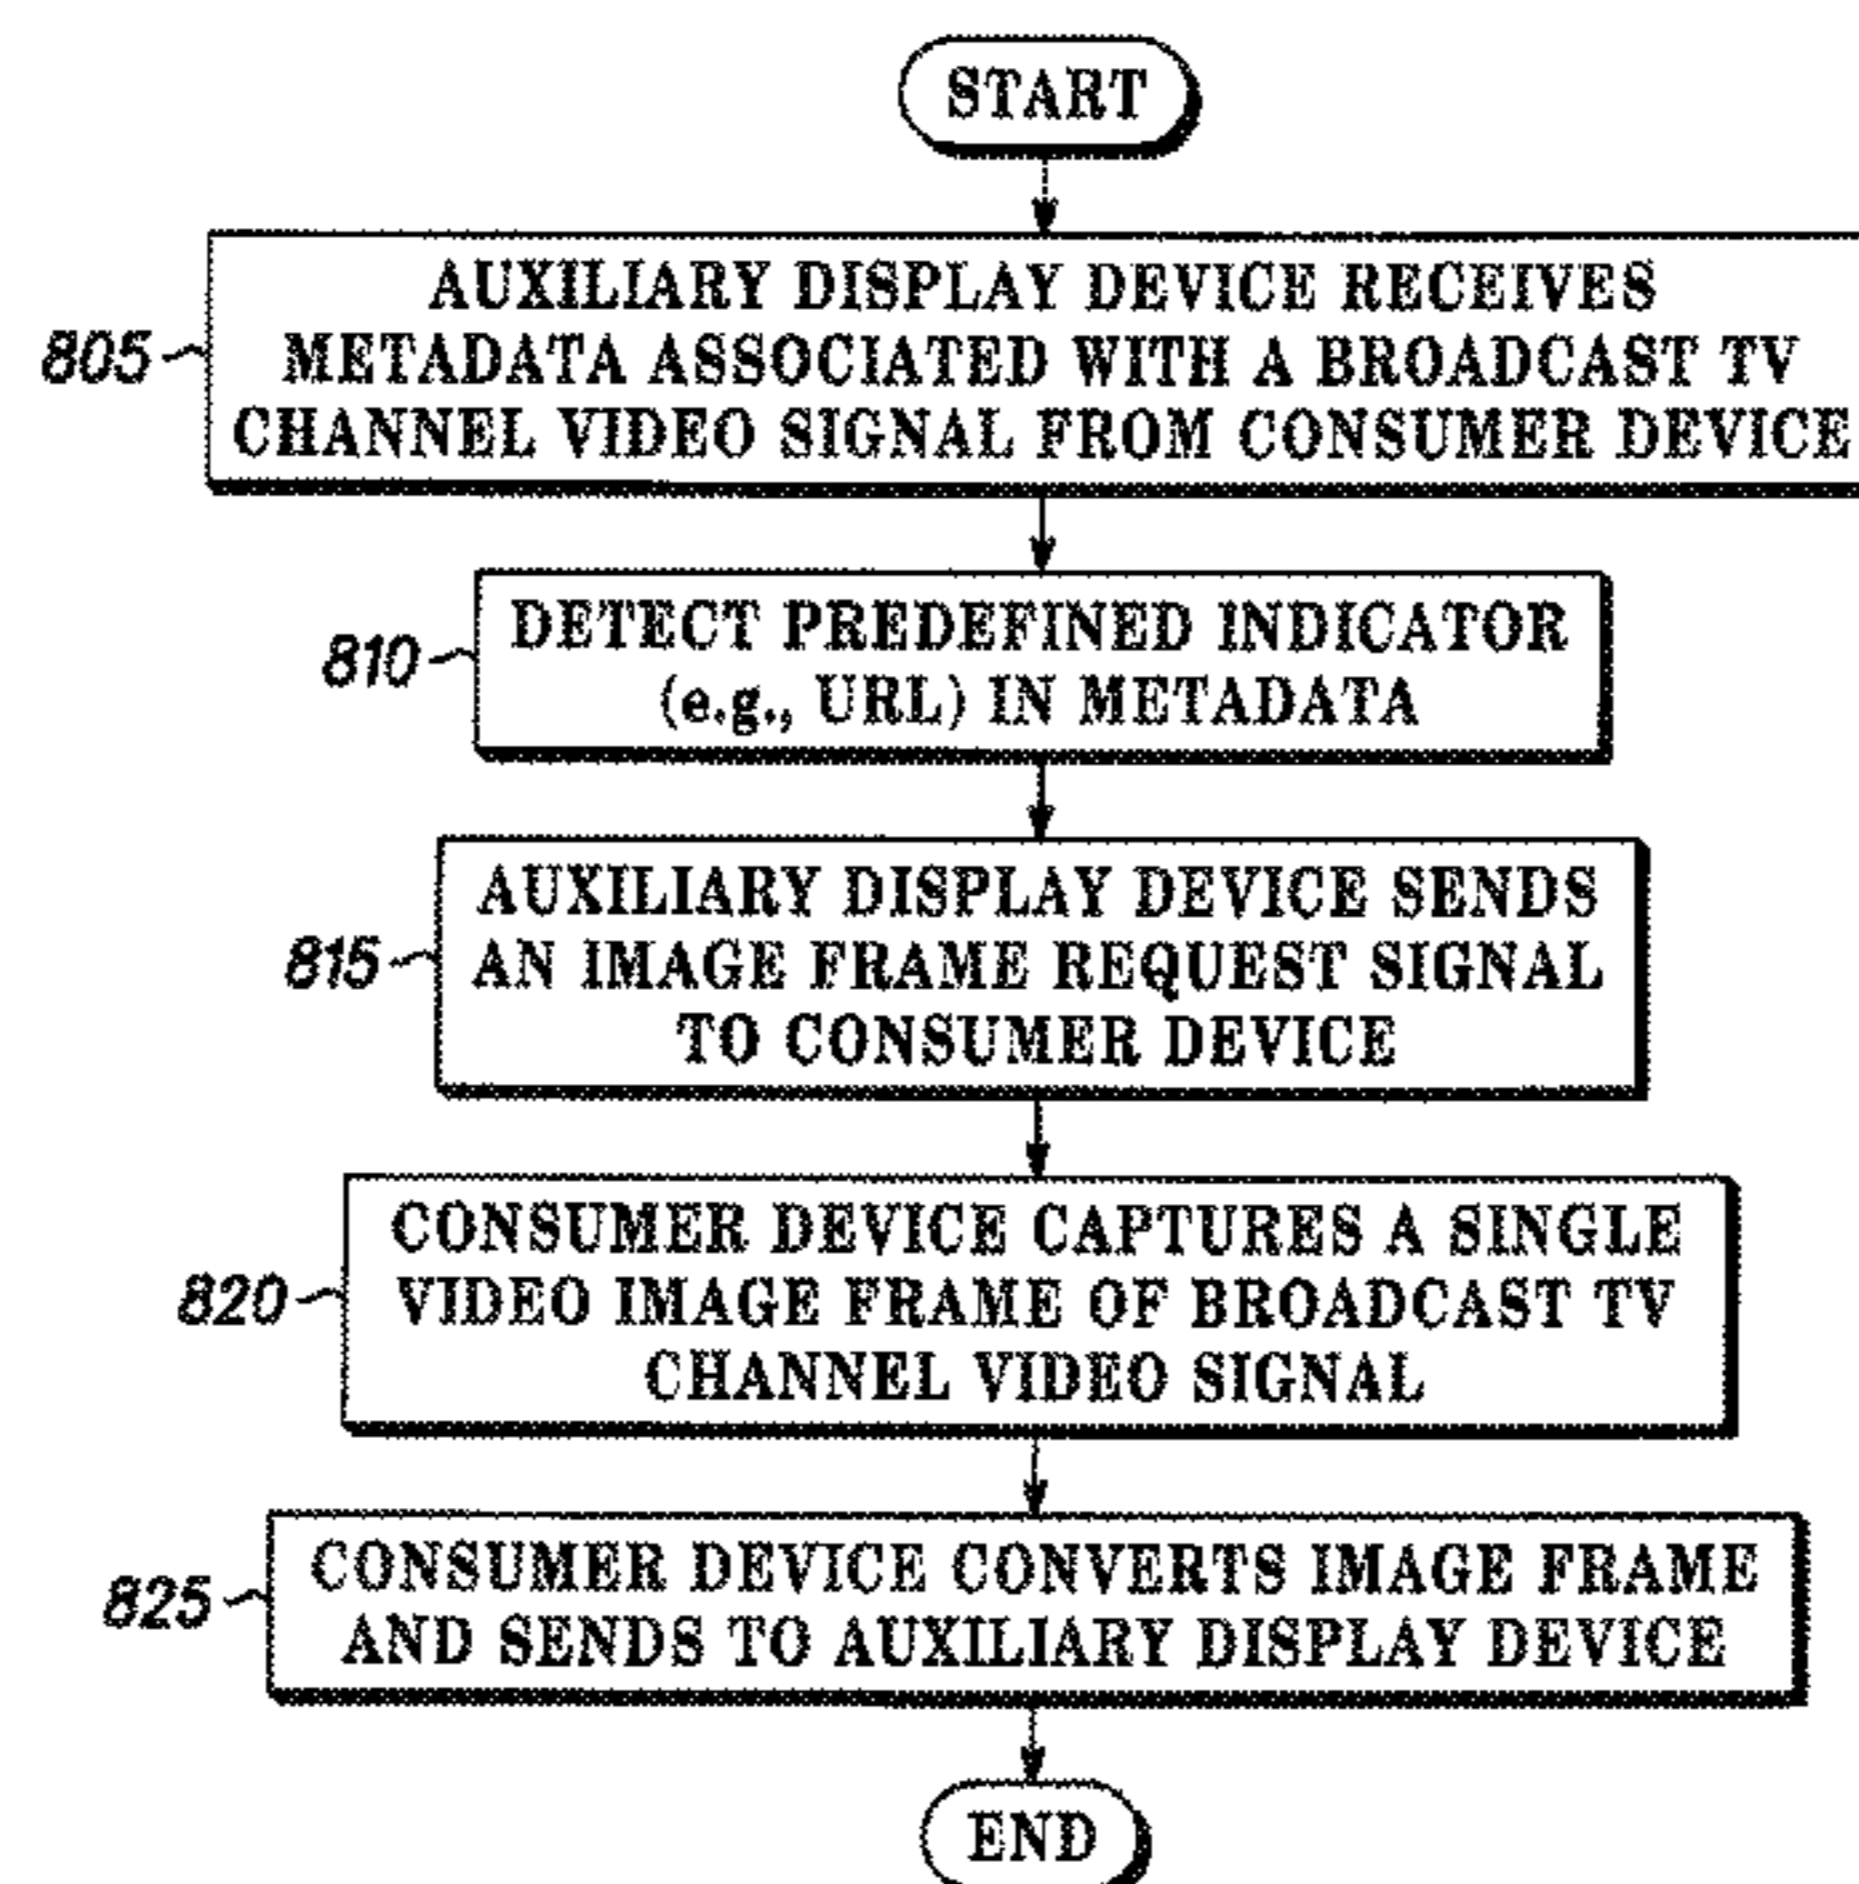 START
805
AUXILIARY DISPLAY DEVICE RECEIVES
METADATA ASSOCIATED WITH A BROADCAST TV
CHANNEL VIDEO SIGNAL FROM CONSUMER DEVICE
810
DETECT PREDEFINED INDICATOR
(e.g., URL) IN METADATA
815
AUXILIARY DISPLAY DEVICE SENDS
AN IMAGE FRAME REQUEST SIGNAL
TO CONSUMER DEVICE
820
CONSUMER DEVICE CAPTURES A SINGLE
VIDEO IMAGE FRAME OF BROADCAST TV
CHANNEL VIDEO SIGNAL
825
CONSUMER DEVICE CONVERTS IMAGE FRAME
AND SENDS TO AUXILIARY DISPLAY DEVICE
END